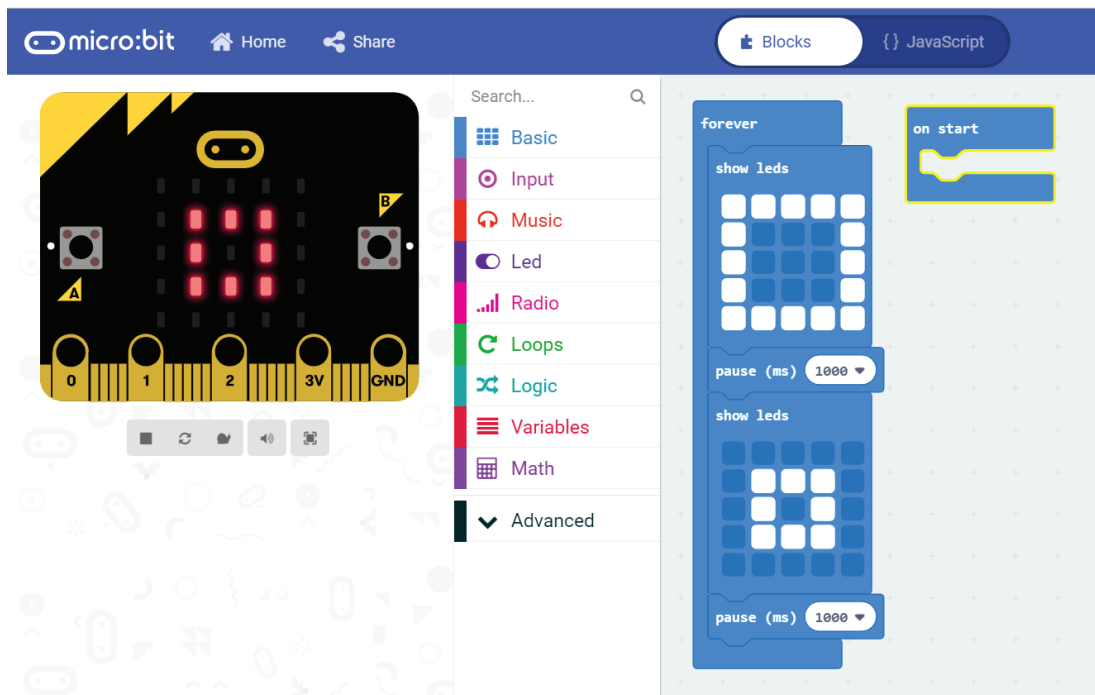 micro:bit Home Share Blocks {} JavaScript
B
A
0 1 2 3V GND
Search...
Basic
Input
Music
Led
Radio
Loops
Logic
Variables
Math
Advanced
forever
show leds
pause (ms) 1000
show leds
pause (ms) 1000
on start